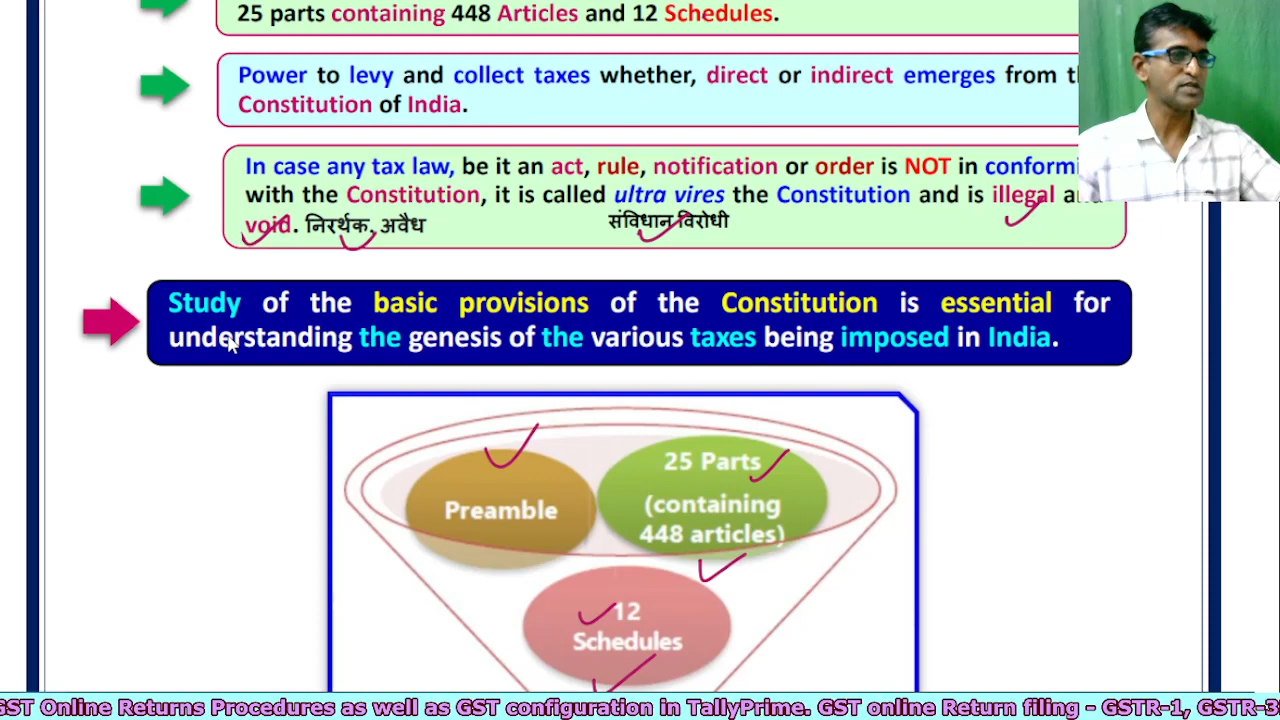 25 parts containing 448 Articles and 12 Schedules.
Power to levy and collect taxes whether, direct or indirect emerges from
Constitution of India.
In case any tax law, be it an act, rule, notification or order is NOT in
with the Constitution, it is called ultra vires the Constitution and is illegal
void. निरर्थक, अवैध संविधान विरोधी
Study of the basic provisions of the Constitution is essential for
understanding the genesis of the various taxes being imposed in India.
Preamble
25 Parts
(containing
448 articles)
12
Schedules
GST Online Returns Procedures as well as GST configuration in TallyPrime. GST online Return filing - GSTR-1, GSTR-3